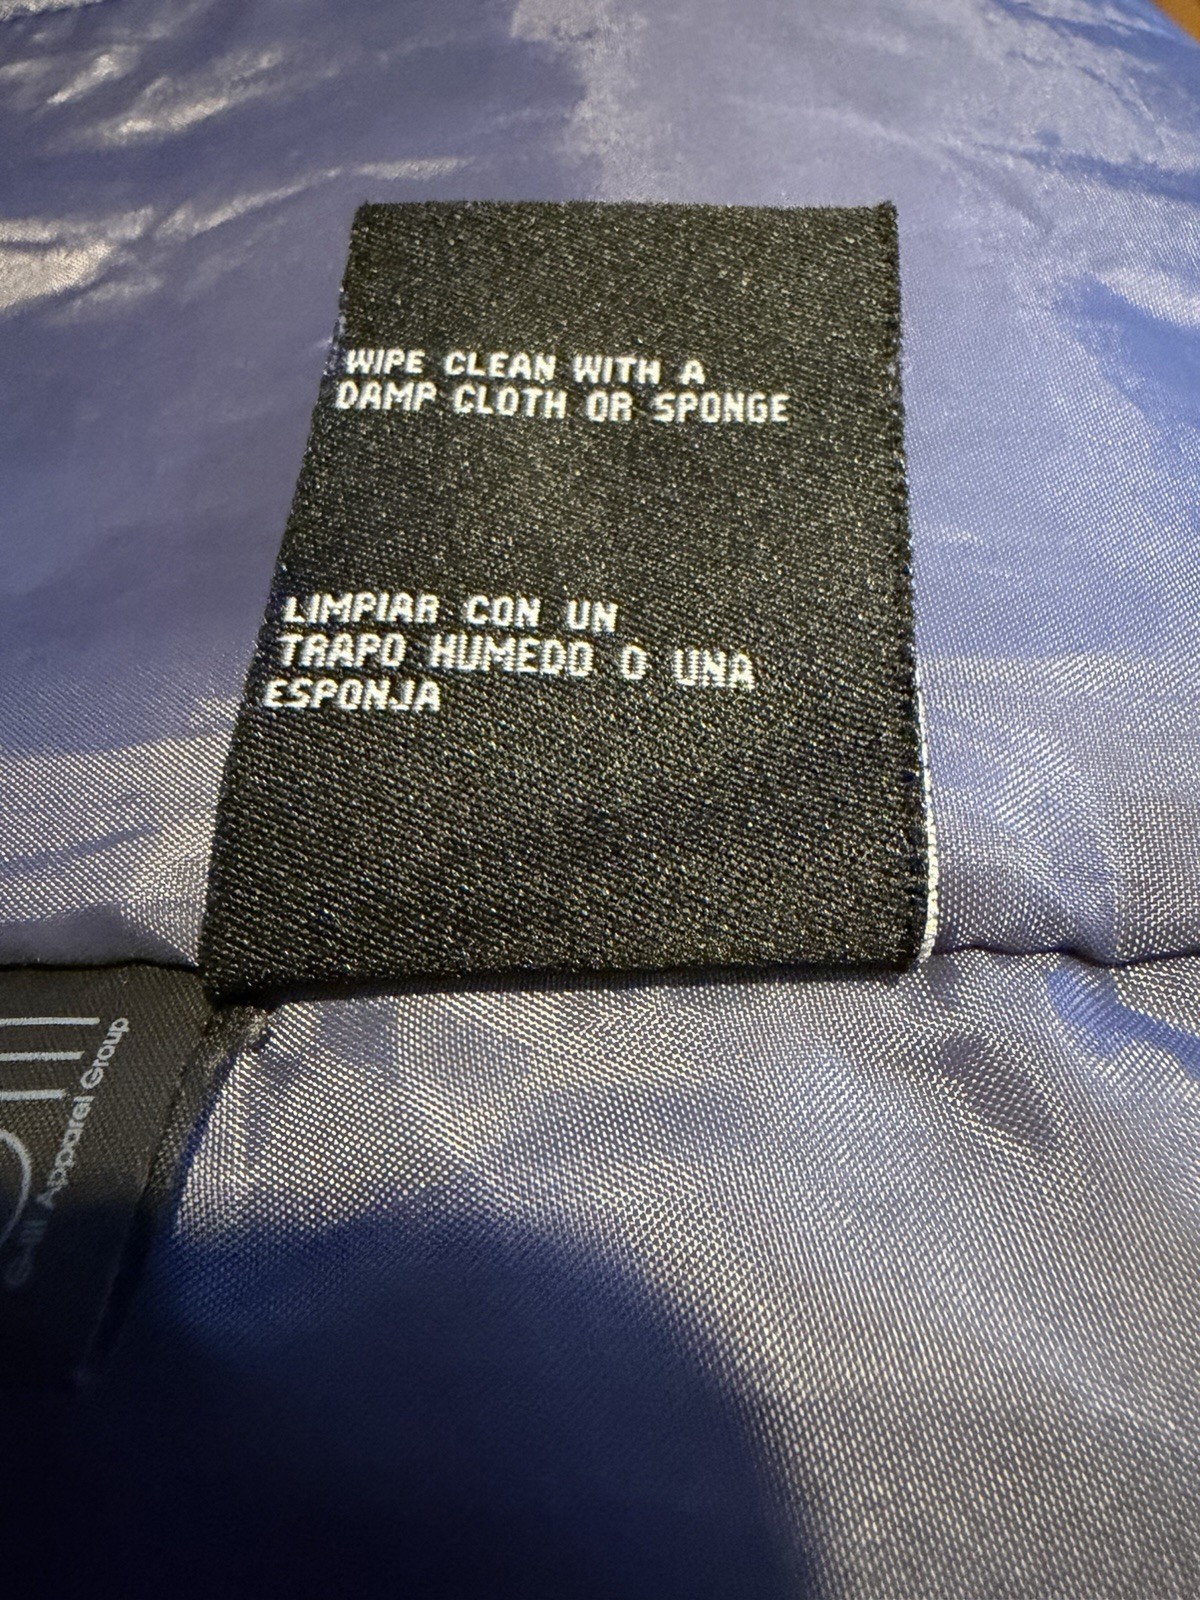 WIPE CLEAN WITH A
DAMP CLOTH OR SPONGE
LIMPIAR CON UN
TRAPO HUMEDO O UNA
ESPONJA
Apparel Group